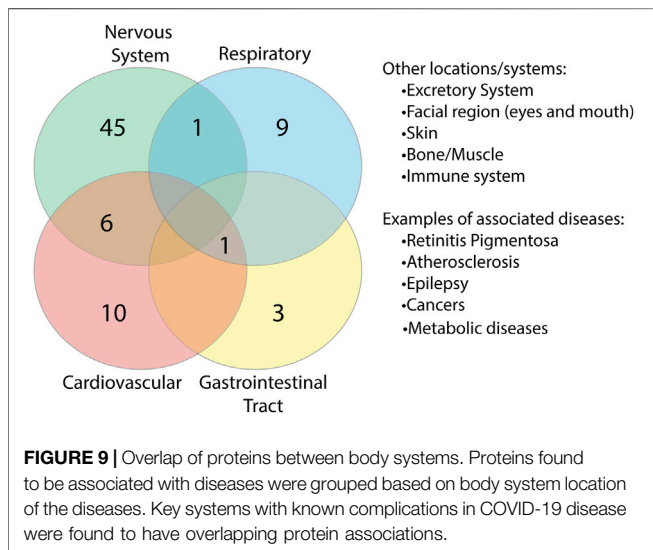 Nervous
System
Respiratory
45
1
9
6
1
10
3
Cardiovascular
Gastrointestinal
Tract
Other locations/systems:
•Excretory System
•Facial region (eyes and mouth)
•Skin
•Bone/Muscle
•Immune system
Examples of associated diseases:
•Retinitis Pigmentosa
•Atherosclerosis
•Epilepsy
•Cancers
•Metabolic diseases
FIGURE 9 | Overlap of proteins between body systems. Proteins found
to be associated with diseases were grouped based on body system location
of the diseases. Key systems with known complications in COVID-19 disease
were found to have overlapping protein associations.